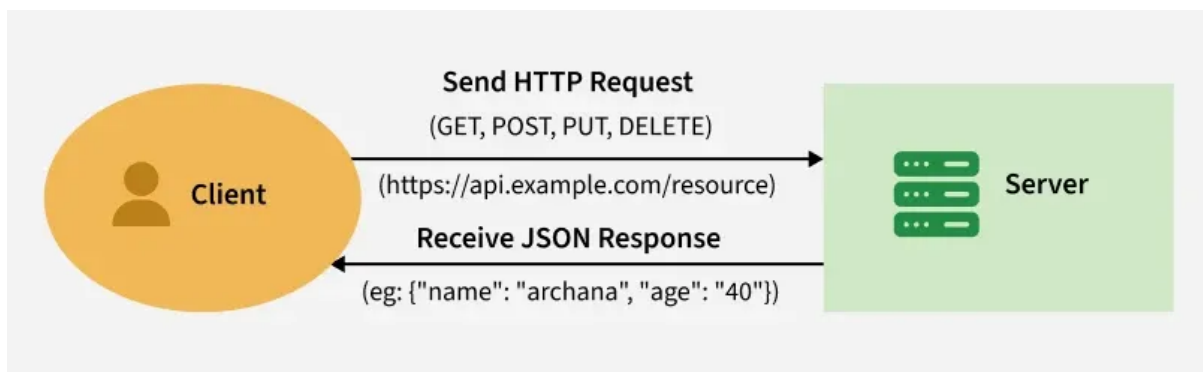 Send HTTP Request
(GET, POST, PUT, DELETE)
(https://api.example.com/resource)
Client
Server
Receive JSON Response
(eg: {"name": "archana", "age": "40"})